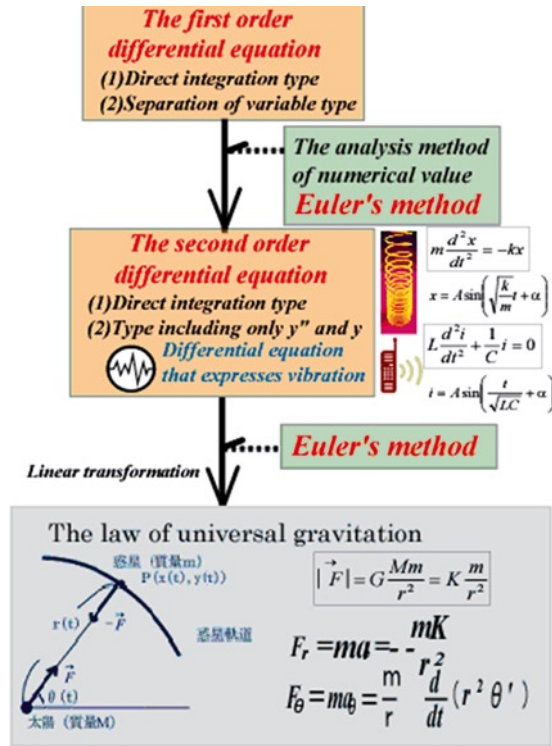 The first order
differential equation
(1)Direct integration type
(2)Separation of variable type
The analysis method
of numerical value
Euler's method
The second order
differential equation
(1)Direct integration type
(2)Type including only y" and y
Differential equation
that expresses vibration
m d²x/dt² = -kx
x = A sin(√(k/m) t + α)
L d²i/dt² + 1/C i = 0
i = A sin(t/√LC + α)
Euler's method
Linear transformation
The law of universal gravitation
惑星 (質量m)
P(x(t), y(t))
r(t)
-F⃗
惑星軌道
F⃗
θ(t)
太陽 (質量M)
|F⃗| = G Mm/r² = K m/r²
F_r = ma = - - mK/r²
F_θ = ma_θ = m/r d/dt (r² θ')